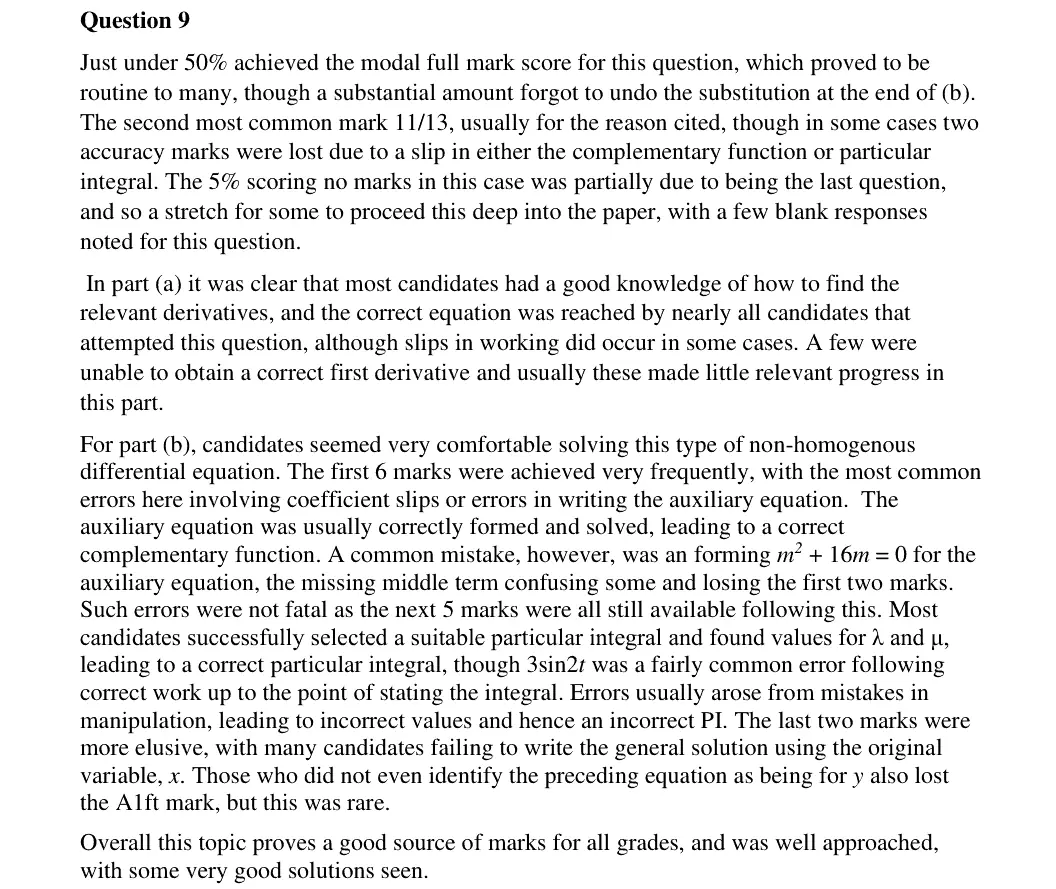 Question 9
Just under 50% achieved the modal full mark score for this question, which proved to be
routine to many, though a substantial amount forgot to undo the substitution at the end of (b).
The second most common mark 11/13, usually for the reason cited, though in some cases two
accuracy marks were lost due to a slip in either the complementary function or particular
integral. The 5% scoring no marks in this case was partially due to being the last question,
and so a stretch for some to proceed this deep into the paper, with a few blank responses
noted for this question.
In part (a) it was clear that most candidates had a good knowledge of how to find the
relevant derivatives, and the correct equation was reached by nearly all candidates that
attempted this question, although slips in working did occur in some cases. A few were
unable to obtain a correct first derivative and usually these made little relevant progress in
this part.
For part (b), candidates seemed very comfortable solving this type of non-homogenous
differential equation. The first 6 marks were achieved very frequently, with the most common
errors here involving coefficient slips or errors in writing the auxiliary equation.  The
auxiliary equation was usually correctly formed and solved, leading to a correct
complementary function. A common mistake, however, was an forming m² + 16m = 0 for the
auxiliary equation, the missing middle term confusing some and losing the first two marks.
Such errors were not fatal as the next 5 marks were all still available following this. Most
candidates successfully selected a suitable particular integral and found values for λ and μ,
leading to a correct particular integral, though 3sin2t was a fairly common error following
correct work up to the point of stating the integral. Errors usually arose from mistakes in
manipulation, leading to incorrect values and hence an incorrect PI. The last two marks were
more elusive, with many candidates failing to write the general solution using the original
variable, x. Those who did not even identify the preceding equation as being for y also lost
the A1ft mark, but this was rare.
Overall this topic proves a good source of marks for all grades, and was well approached,
with some very good solutions seen.